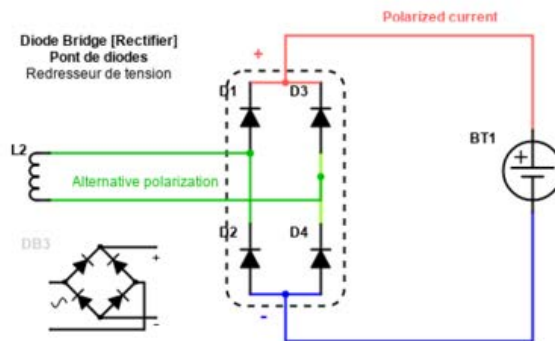 Polarized current
Diode Bridge [Rectifier]
Pont de diodes
Redresseur de tension
+
D1
D3
L2
BT1
+
Alternative polarization
D2
D4
DB3
+
-
-